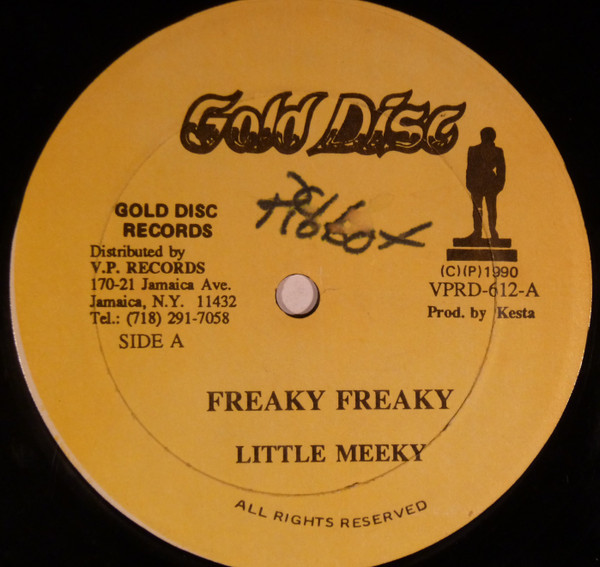 Gold Disc
GOLD DISC
RECORDS
Distributed by
V.P. RECORDS
170-21 Jamaica Ave.
Jamaica, N.Y. 11432
Tel.: (718) 291-7058
SIDE A
(C)(P)1990
VPRD-612-A
Prod. by Kesta
FREAKY FREAKY
LITTLE MEEKY
ALL RIGHTS RESERVED